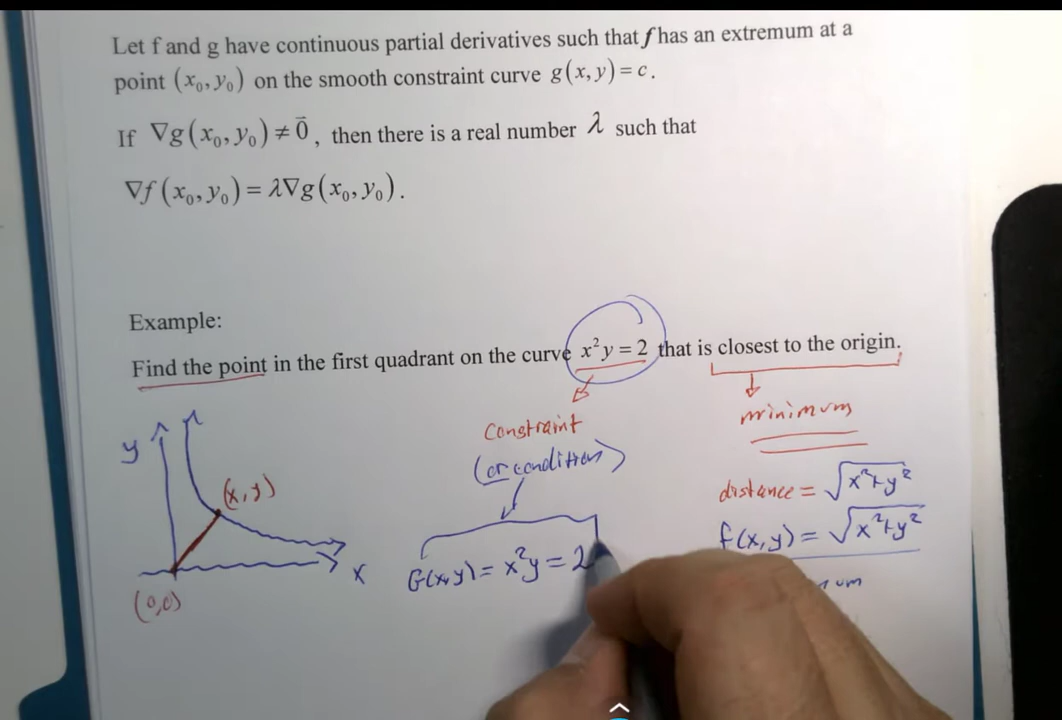 Let f and g have continuous partial derivatives such that f has an extremum at a
point (x₀, y₀) on the smooth constraint curve g(x, y) = c.
If ∇g(x₀, y₀) ≠ 0̄, then there is a real number λ such that
∇f(x₀, y₀) = λ∇g(x₀, y₀).
Example:
Find the point in the first quadrant on the curve x²y = 2 that is closest to the origin.
constraint
(or condition)
G(x,y) = x²y = 2
minimum
distance = √x²+y²
f(x,y) = √x²+y²
y
(x,y)
x
(0,0)